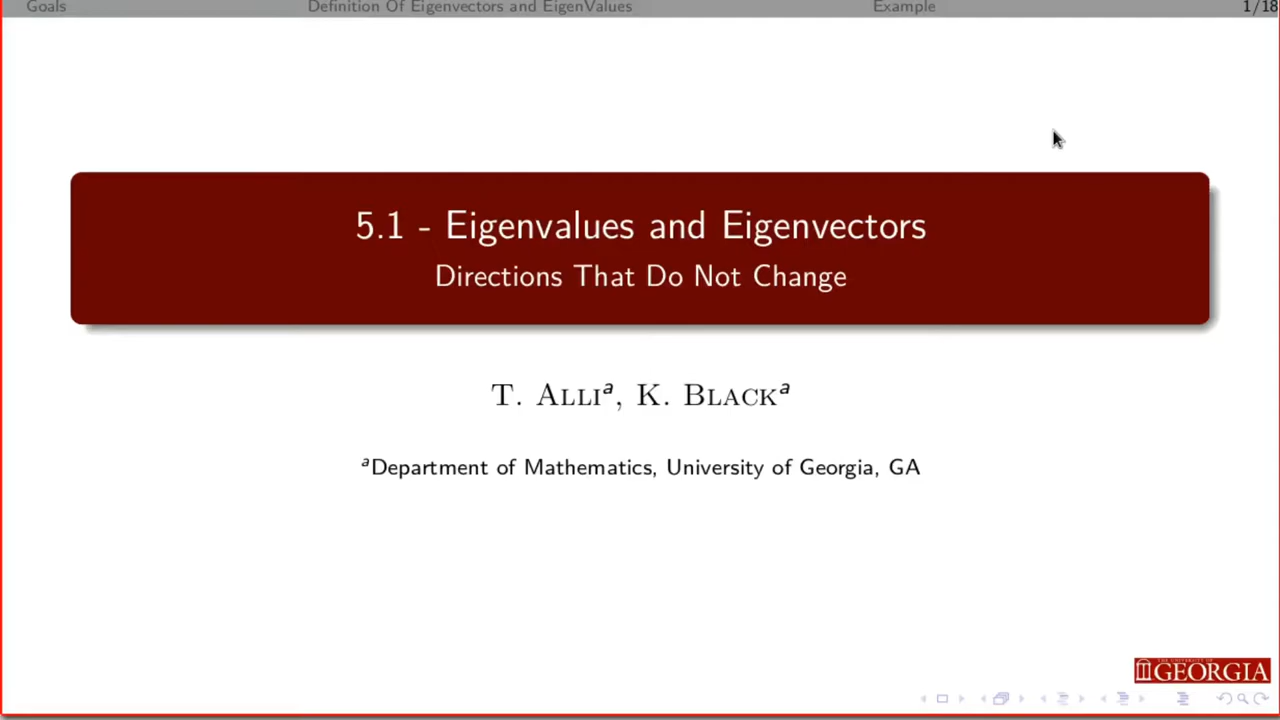 Goals Definition Of Eigenvectors and EigenValues Example 1/18
5.1 - Eigenvalues and Eigenvectors
Directions That Do Not Change
T. Alliᵃ, K. Blackᵃ
ᵃDepartment of Mathematics, University of Georgia, GA
GEORGIA